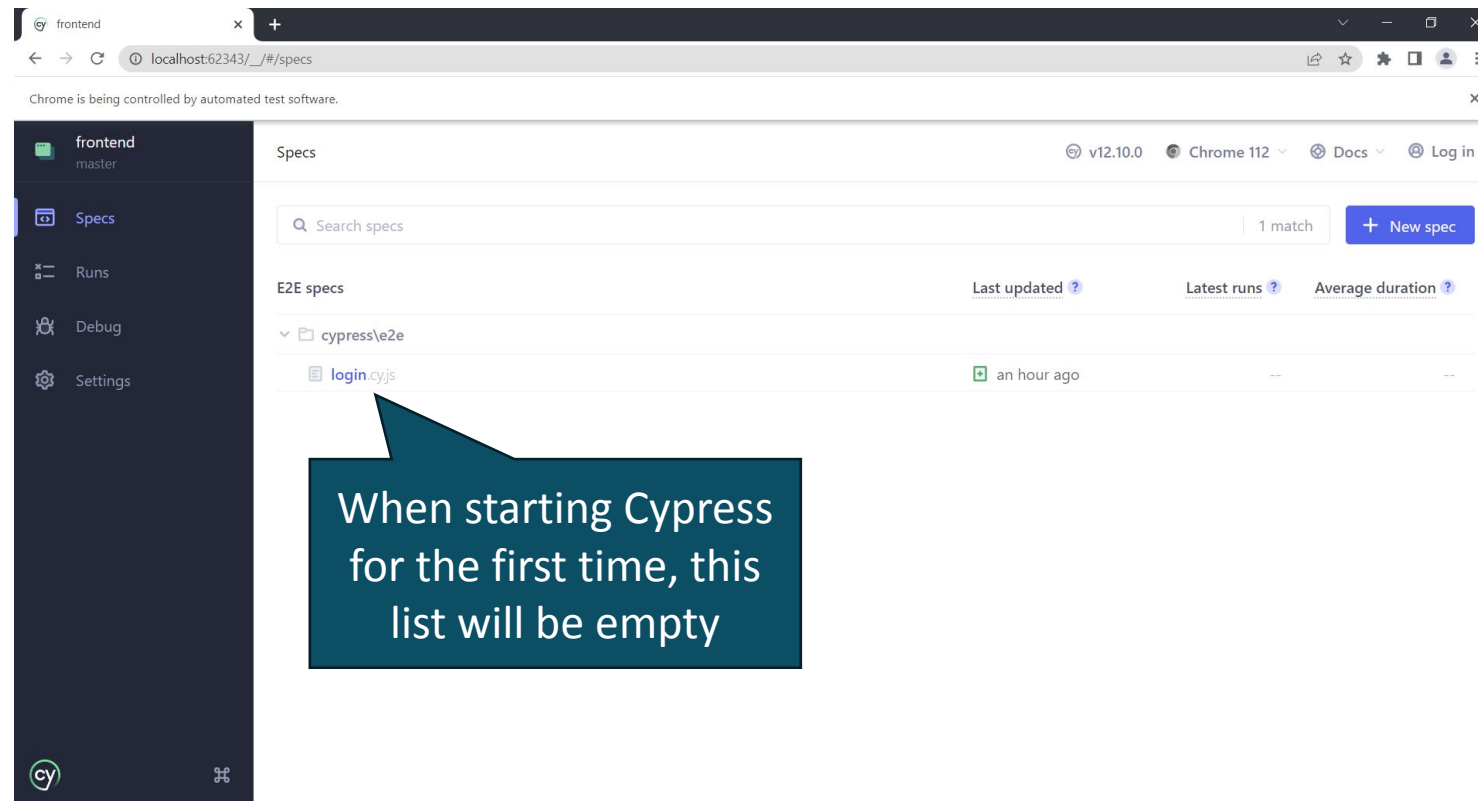 frontend
localhost:62343/__/#/specs
Chrome is being controlled by automated test software.
frontend
master
Specs
v12.10.0
Chrome 112
Docs
Log in
Specs
Runs
Debug
Settings
Search specs
1 match
+ New spec
E2E specs
Last updated ?
Latest runs ?
Average duration ?
cypress\e2e
login.cy.js
an hour ago
--
--
When starting Cypress
for the first time, this
list will be empty
cy